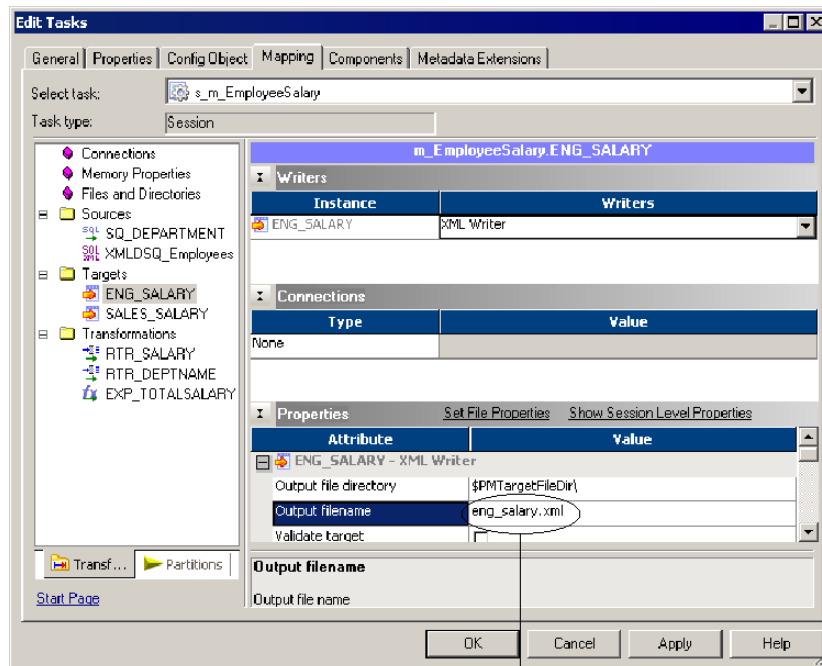 Edit Tasks
General Properties Config Object Mapping Components Metadata Extensions
Select task: s_m_EmployeeSalary
Task type: Session
Connections
Memory Properties
Files and Directories
Sources
SQ_DEPARTMENT
XMLDSQ_Employees
Targets
ENG_SALARY
SALES_SALARY
Transformations
RTR_SALARY
RTR_DEPTNAME
EXP_TOTALSALARY
Transf... Partitions
Start Page
m_EmployeeSalary.ENG_SALARY
Writers
Instance Writers
ENG_SALARY XML Writer
Connections
Type Value
None
Properties Set File Properties Show Session Level Properties
Attribute Value
ENG_SALARY - XML Writer
Output file directory $PMTargetFileDir\
Output filename eng_salary.xml
Validate target
Output filename
Output file name
OK Cancel Apply Help